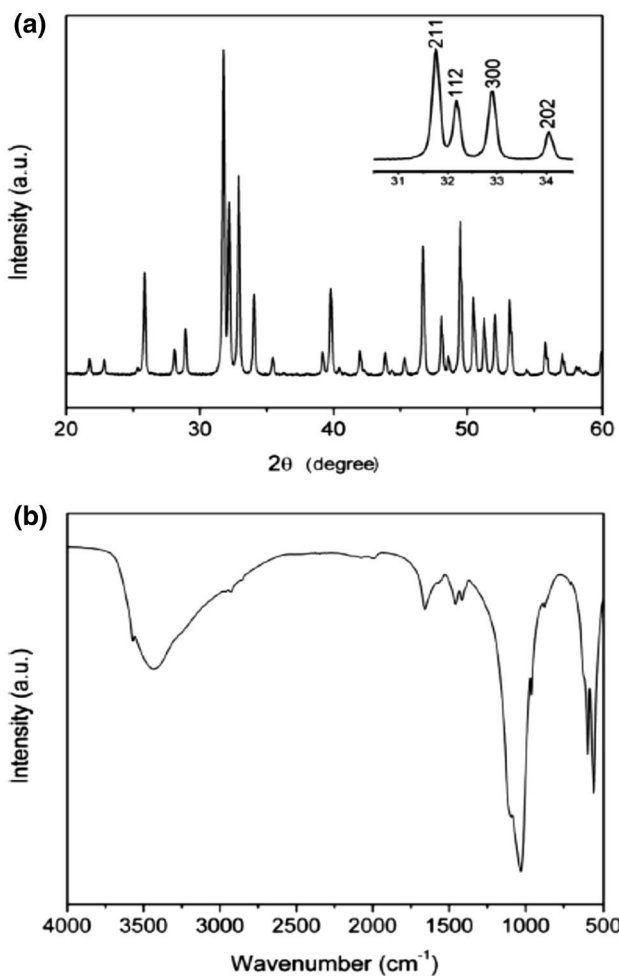 (a)
Intensity (a.u.)
211
112
300
202
31 32 33 34
20 30 40 50 60
2θ (degree)
(b)
Intensity (a.u.)
4000 3500 3000 2500 2000 1500 1000 500
Wavenumber (cm⁻¹)